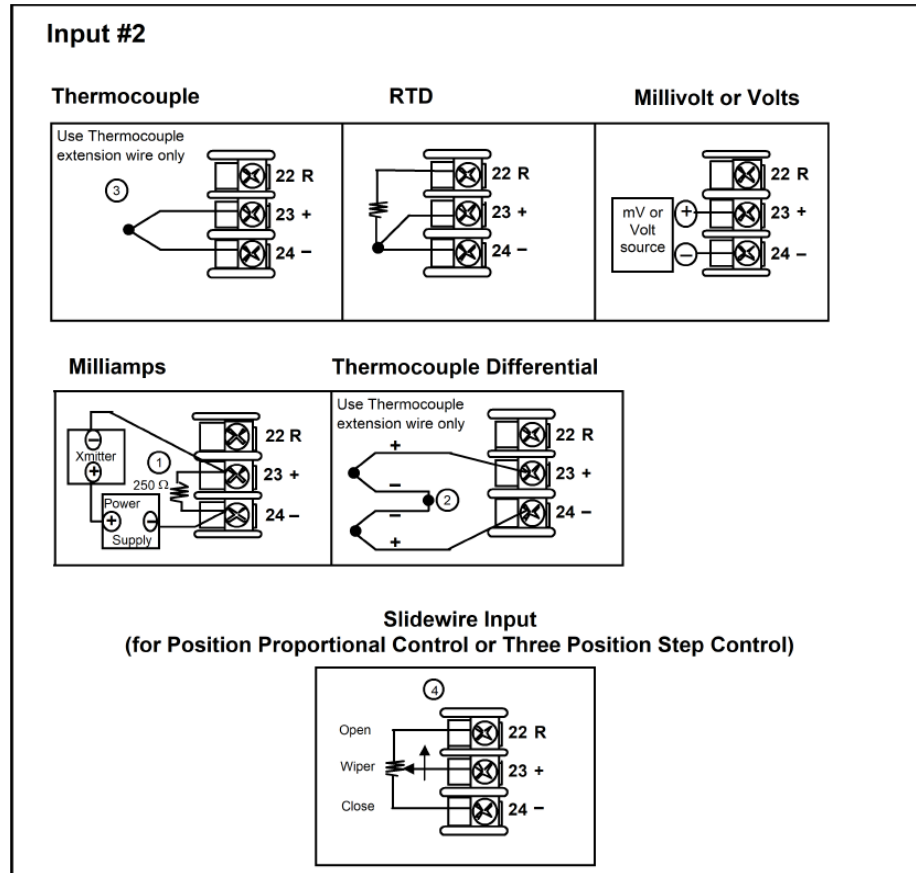 Input #2
Thermocouple
Use Thermocouple
extension wire only
3
22 R
23 +
24 –
RTD
22 R
23 +
24 –
Millivolt or Volts
mV or
Volt
source
+
–
22 R
23 +
24 –
Milliamps
–
Xmitter
+
1
250 Ω
Power
+ –
Supply
22 R
23 +
24 –
Thermocouple Differential
Use Thermocouple
extension wire only
+
–
2
–
+
22 R
23 +
24 –
Slidewire Input
(for Position Proportional Control or Three Position Step Control)
4
Open
Wiper
Close
22 R
23 +
24 –